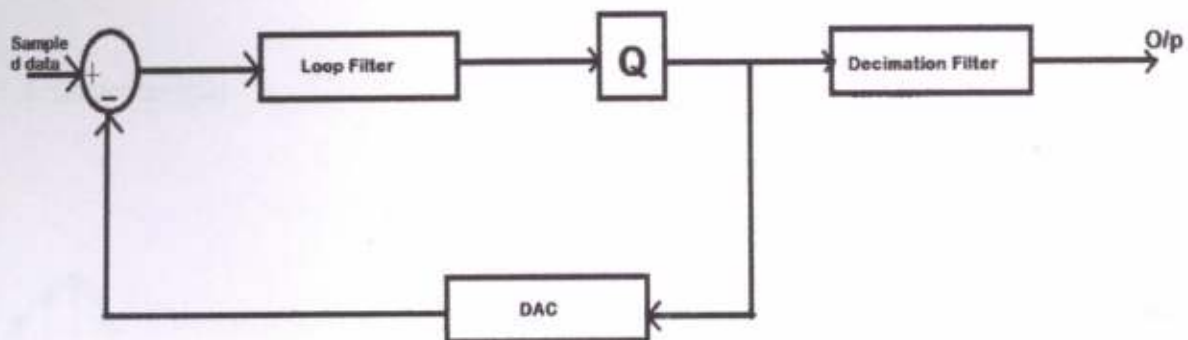 Sample
d data
+
−
Loop Filter
Q
Decimation Filter
O/p
DAC